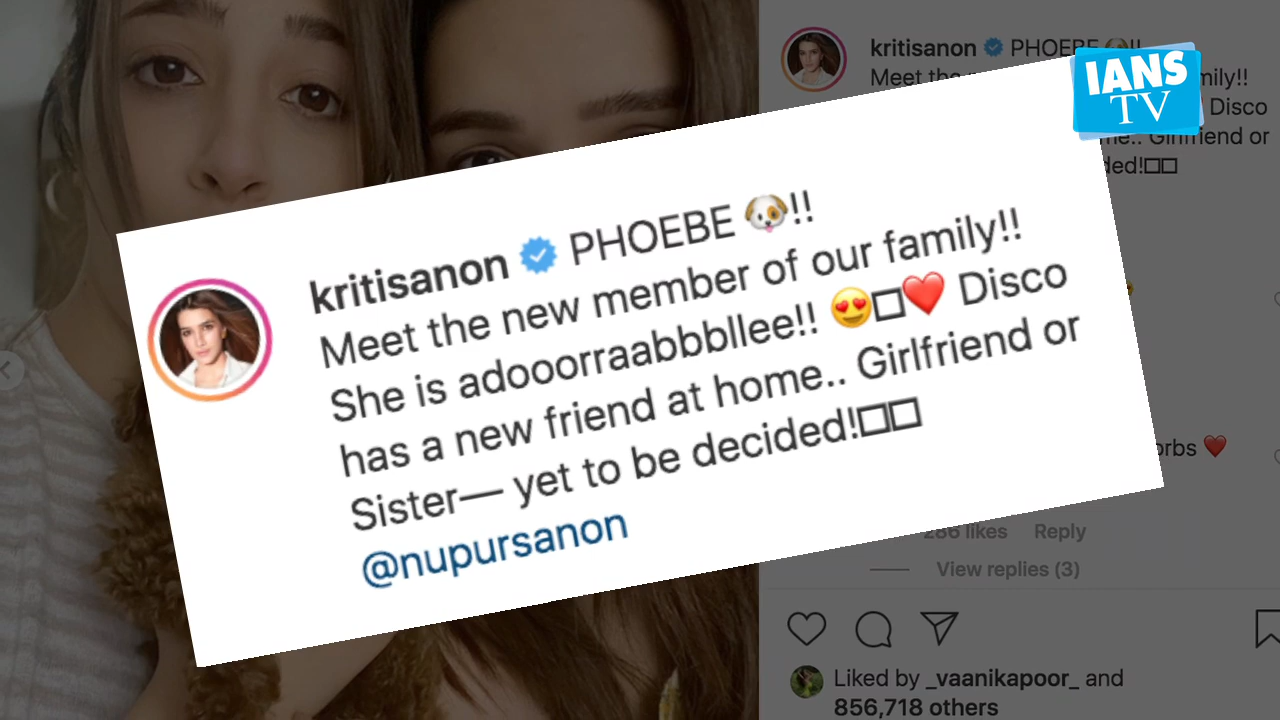 kritisanon PHOEBE 🐶!!
Meet the mily!!
Disco
me.. Girlfriend or
ded!□□
IANS
TV
kritisanon PHOEBE 🐶!!
Meet the new member of our family!!
She is adooorraabbbllee!! 😍□❤️ Disco
has a new friend at home.. Girlfriend or
Sister— yet to be decided!□□
@nupursanon
orbs ❤️
286 likes Reply
View replies (3)
Liked by _vaanikapoor_ and
856,718 others